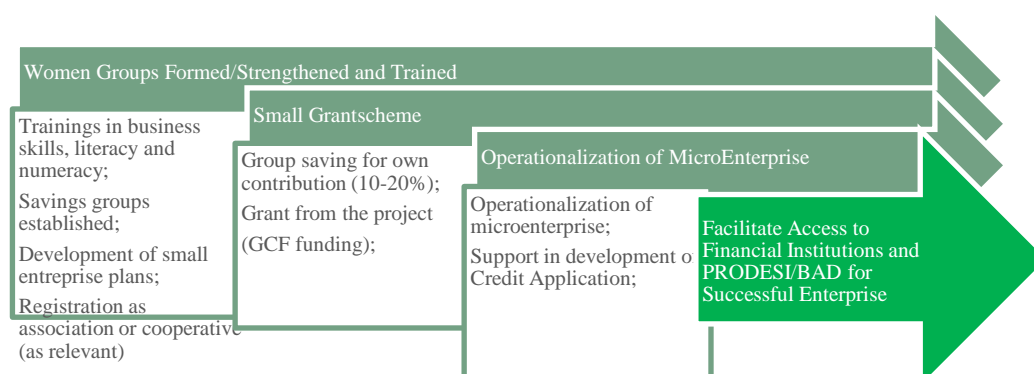 Women Groups Formed/Strengthened and Trained
Trainings in business
skills, literacy and
numeracy;
Savings groups
established;
Development of small
entreprise plans;
Registration as
association or cooperative
(as relevant)
Small Grantscheme
Group saving for own
contribution (10-20%);
Grant from the project
(GCF funding);
Operationalization of MicroEnterprise
Operationalization of
microenterprise;
Support in development o
Credit Application;
Facilitate Access to
Financial Institutions and
PRODESI/BAD for
Successful Enterprise